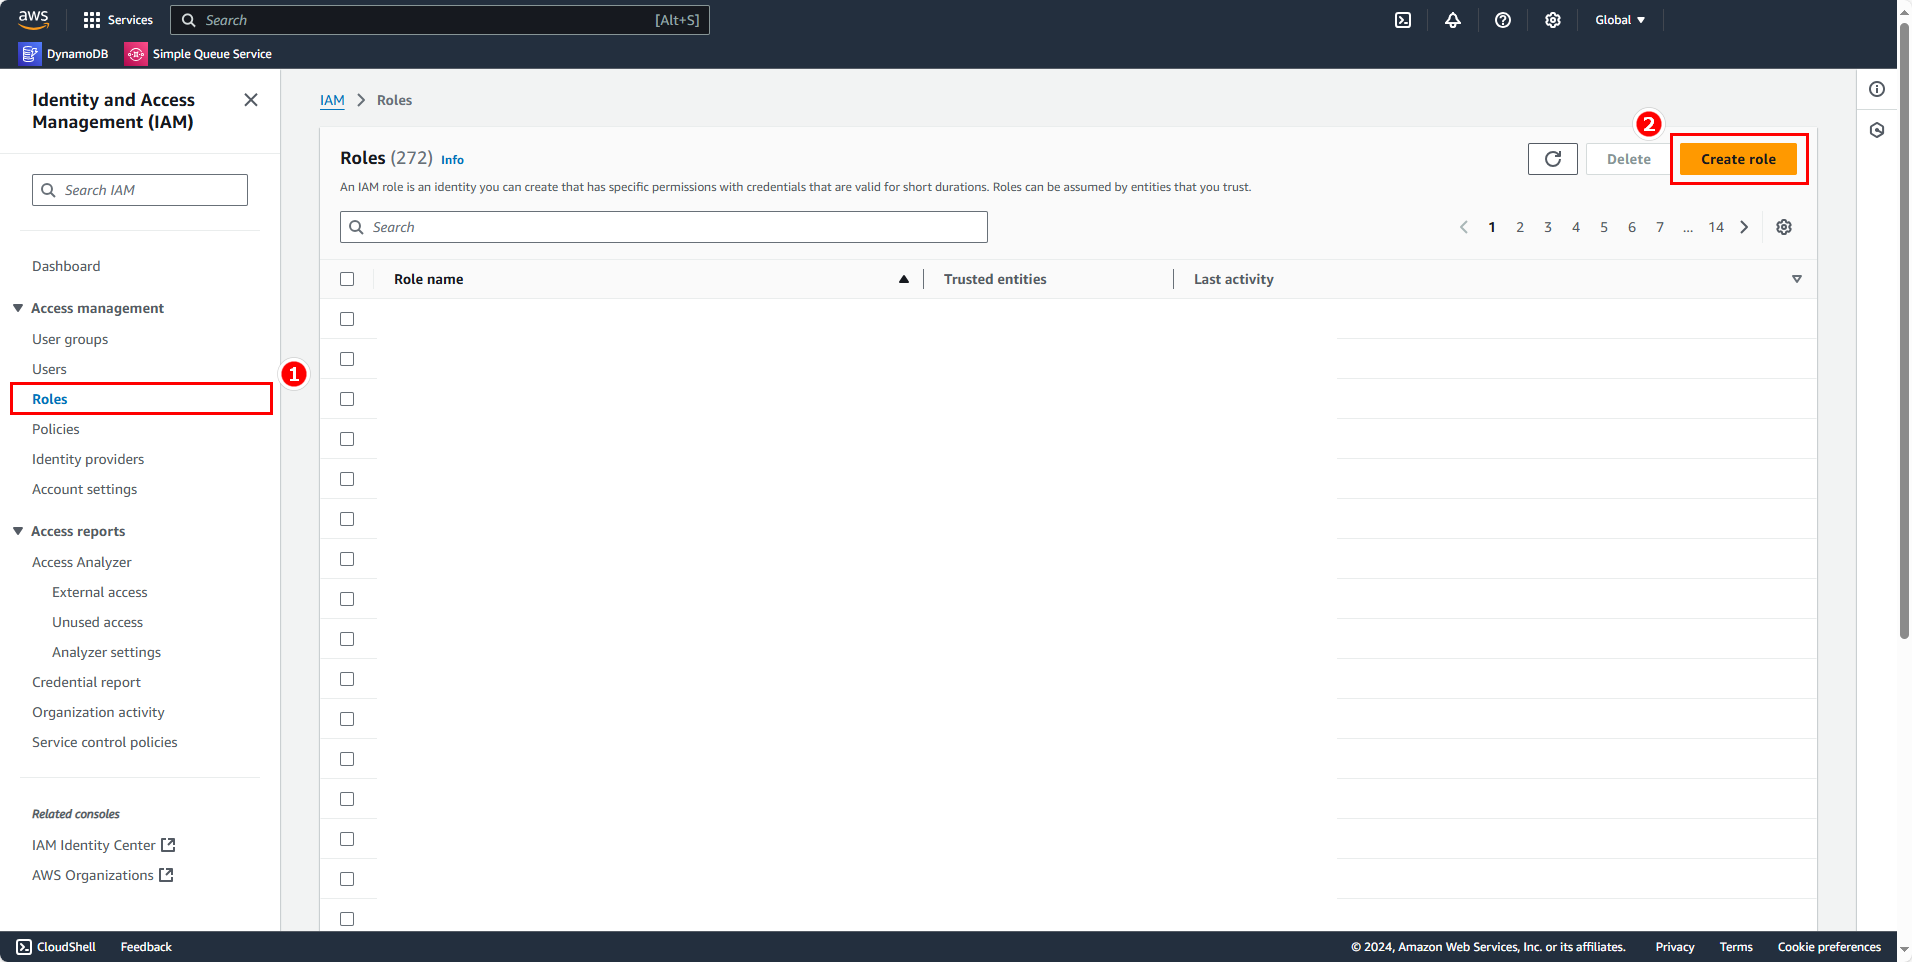 aws
Services
Search
[Alt+S]
Global
DynamoDB
Simple Queue Service
Identity and Access
Management (IAM)
Search IAM
Dashboard
Access management
User groups
Users
Roles
1
Policies
Identity providers
Account settings
Access reports
Access Analyzer
External access
Unused access
Analyzer settings
Credential report
Organization activity
Service control policies
Related consoles
IAM Identity Center
AWS Organizations
IAM > Roles
Roles (272) Info
2
Delete
Create role
An IAM role is an identity you can create that has specific permissions with credentials that are valid for short durations. Roles can be assumed by entities that you trust.
Search
1 2 3 4 5 6 7 ... 14
Role name
Trusted entities
Last activity
CloudShell
Feedback
© 2024, Amazon Web Services, Inc. or its affiliates.
Privacy
Terms
Cookie preferences